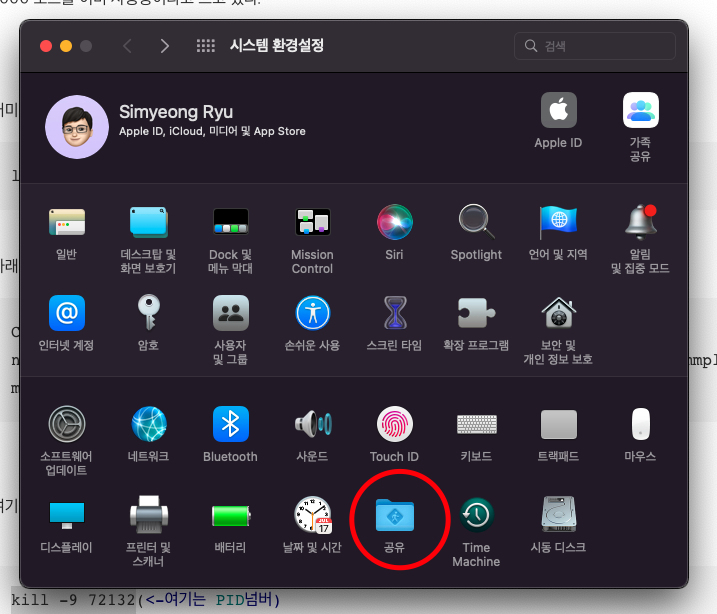 시스템 환경설정
검색
Simyeong Ryu
Apple ID, iCloud, 미디어 및 App Store
Apple ID
가족
공유
일반
데스크탑 및
화면 보호기
Dock 및
메뉴 막대
Mission
Control
Siri
Spotlight
언어 및 지역
알림
및 집중 모드
인터넷 계정
암호
사용자
및 그룹
손쉬운 사용
스크린 타임
확장 프로그램
보안 및
개인 정보 보호
소프트웨어
업데이트
네트워크
Bluetooth
사운드
Touch ID
키보드
트랙패드
마우스
디스플레이
프린터 및
스캐너
배터리
JUL
17
날짜 및 시간
공유
Time
Machine
시동 디스크
kill -9 72132(<-여기는 PID넘버)